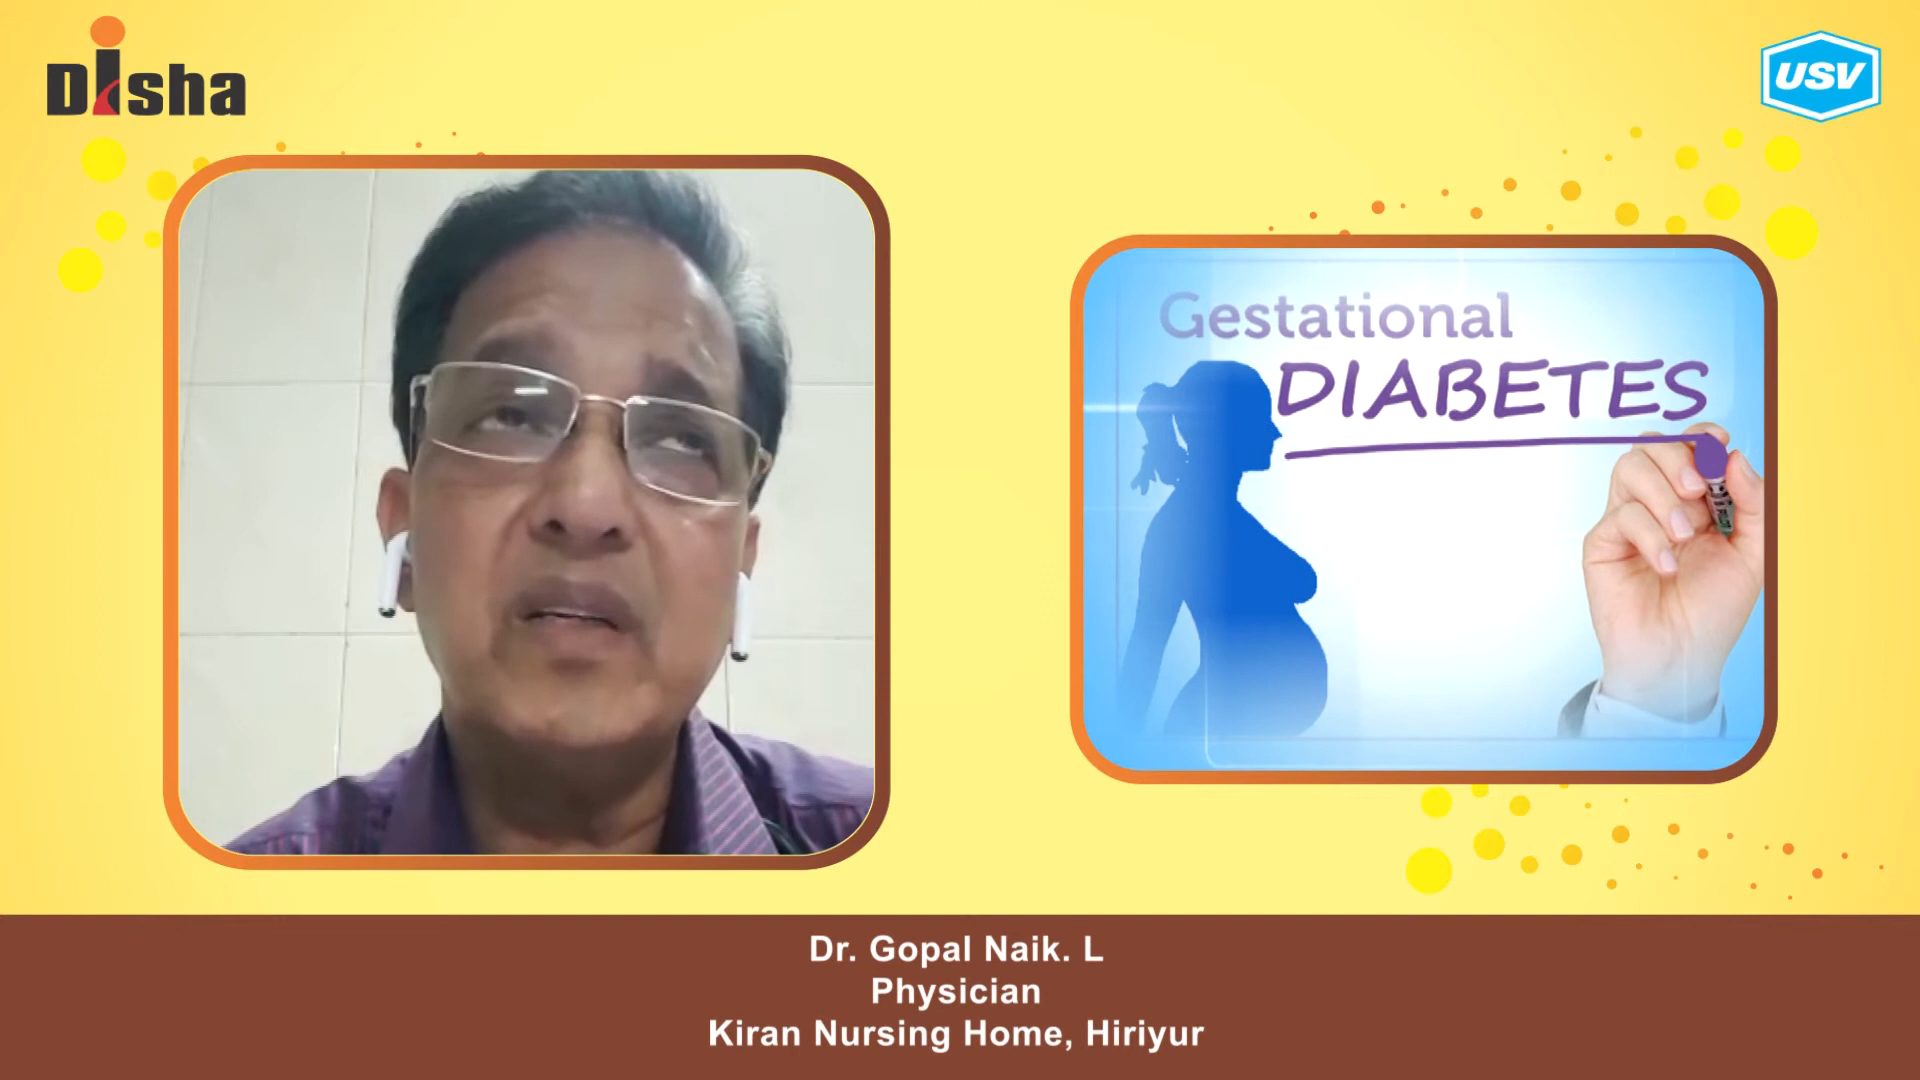 Disha
USV
Gestational
DIABETES
Dr. Gopal Naik. L
Physician
Kiran Nursing Home, Hiriyur